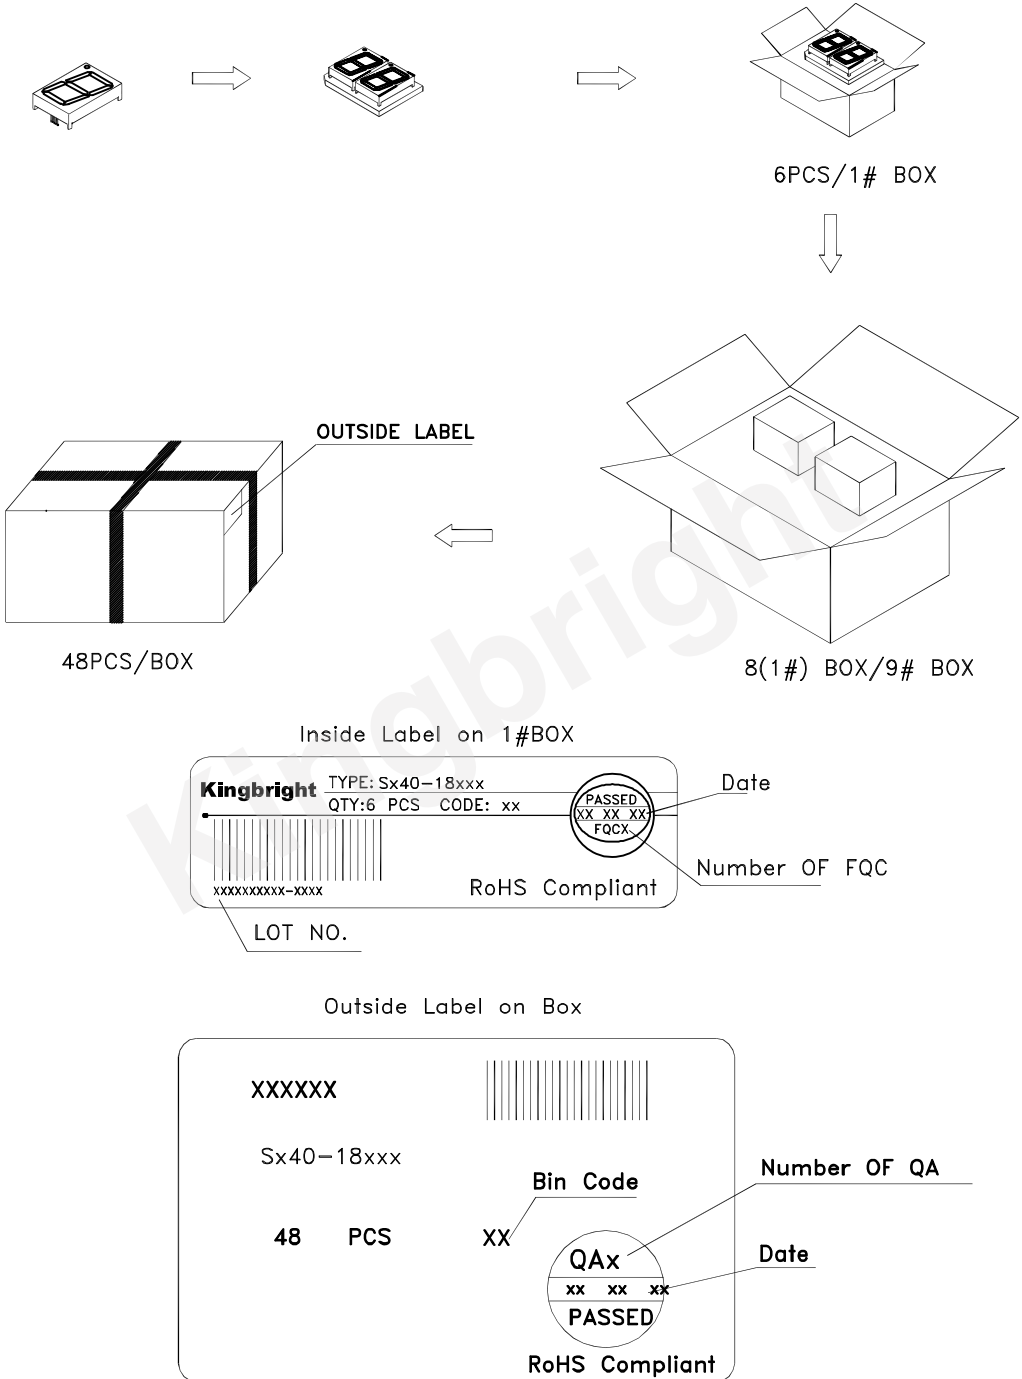 6PCS/1# BOX
OUTSIDE LABEL
48PCS/BOX
8(1#) BOX/9# BOX
Kingbright
Inside Label on 1#BOX
Kingbright
TYPE: Sx40-18xxx
QTY:6 PCS CODE: xx
PASSED
XX XX XX
FQCX
Date
Number OF FQC
xxxxxxxxxx-xxxx
RoHS Compliant
LOT NO.
Outside Label on Box
XXXXXX
Sx40-18xxx
Bin Code
Number OF QA
48 PCS XX
QAx
Date
xx xx xx
PASSED
RoHS Compliant